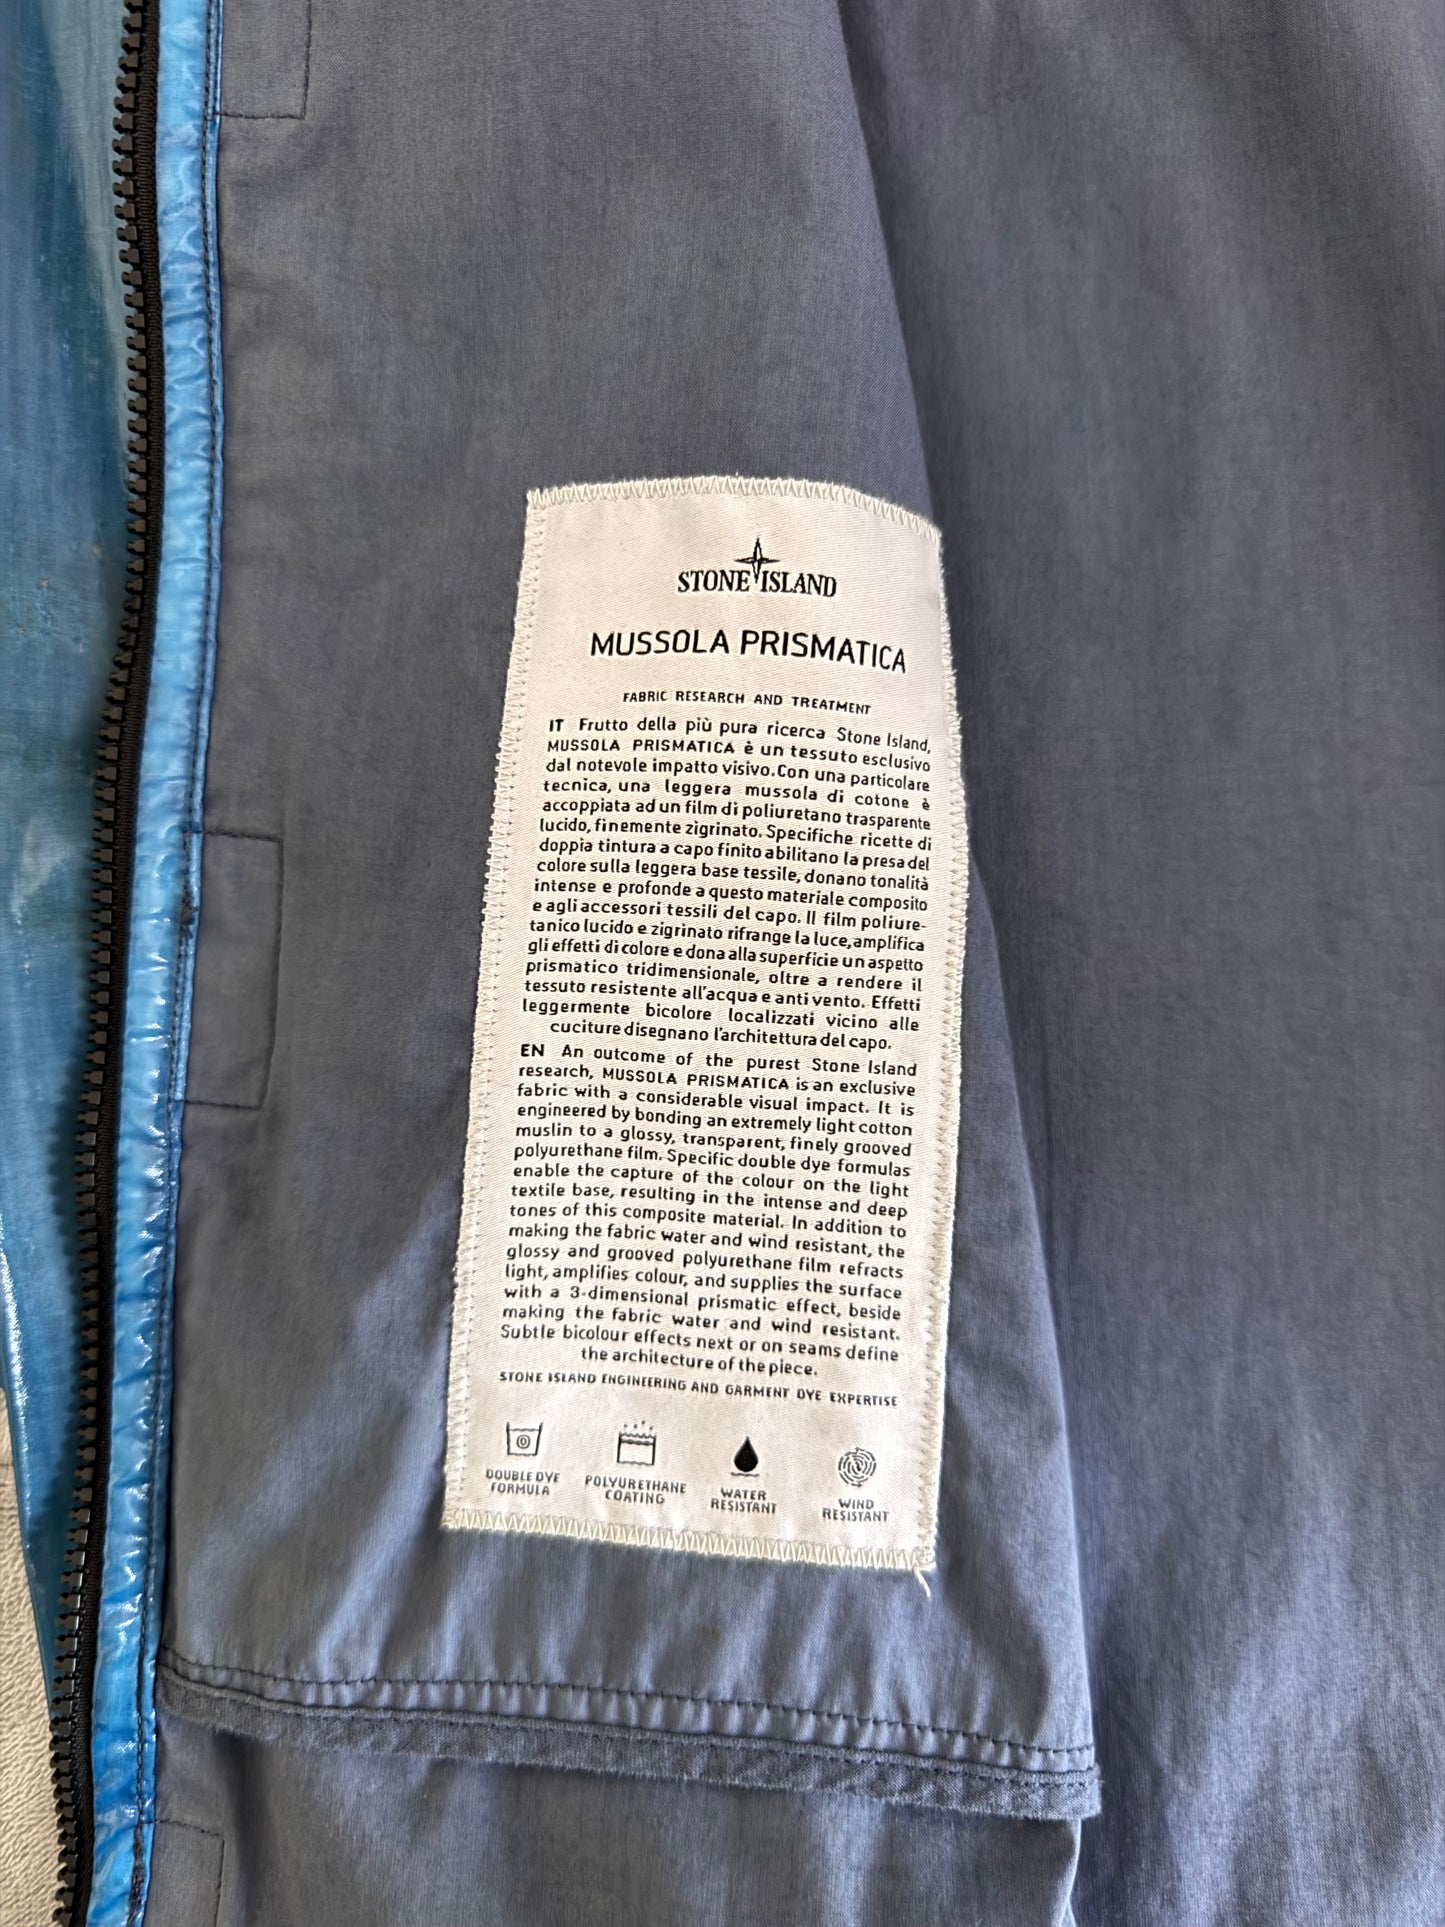 STONE ISLAND
MUSSOLA PRISMATICA
FABRIC RESEARCH AND TREATMENT
IT Frutto della più pura ricerca Stone Island,
MUSSOLA PRISMATICA è un tessuto esclusivo
dal notevole impatto visivo.Con una particolare
tecnica, una leggera mussola di cotone è
accoppiata ad un film di poliuretano trasparente
lucido, finemente zigrinato. Specifiche ricette di
doppia tintura a capo finito abilitano la presa del
colore sulla leggera base tessile, donano tonalità
intense e profonde a questo materiale composito
e agli accessori tessili del capo. Il film poliure-
tanico lucido e zigrinato rifrange la luce,amplifica
gli effetti di colore e dona alla superficie un aspetto
prismatico tridimensionale, oltre a rendere il
tessuto resistente all'acqua e anti vento. Effetti
leggermente bicolore localizzati vicino alle
cuciture disegnano l'architettura del capo.
EN An outcome of the purest Stone Island
research, MUSSOLA PRISMATICA is an exclusive
fabric with a considerable visual impact. It is
engineered by bonding an extremely light cotton
muslin to a glossy, transparent, finely grooved
polyurethane film. Specific double dye formulas
enable the capture of the colour on the light
textile base, resulting in the intense and deep
tones of this composite material. In addition to
making the fabric water and wind resistant, the
glossy and grooved polyurethane film refracts
light, amplifies colour, and supplies the surface
with a 3-dimensional prismatic effect, beside
making the fabric water and wind resistant.
Subtle bicolour effects next or on seams define
the architecture of the piece.
STONE ISLAND ENGINEERING AND GARMENT DYE EXPERTISE
DOUBLE DYE
FORMULA
POLYURETHANE
COATING
WATER
RESISTANT
WIND
RESISTANT